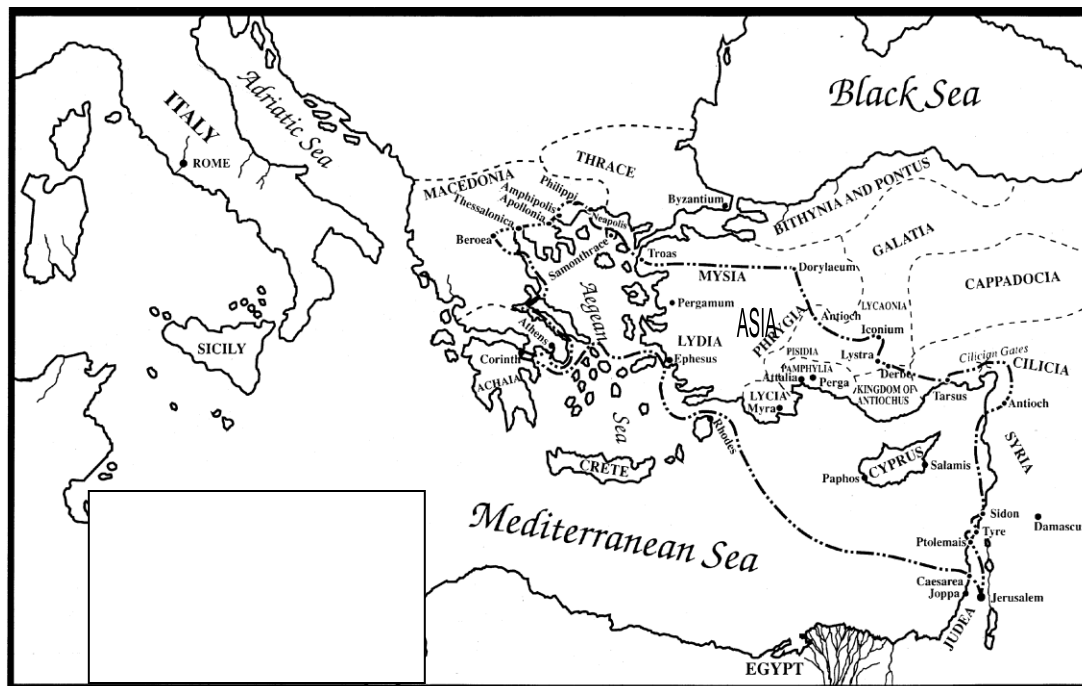 Black Sea
Adriatic Sea
ITALY
ROME
THRACE
MACEDONIA
Philippi
Amphipolis
Apollonia
Neapolis
Thessalonica
Byzantium
BITHYNIA AND PONTUS
Beroea
Samonthrace
Troas
GALATIA
MYSIA
Dorylaeum
CAPPADOCIA
Aegean
Sea
Pergamum
ASIA
PHRYGIA
LYCAONIA
Antioch
Athens
LYDIA
Iconium
SICILY
Corinth
Ephesus
PISIDIA
Lystra
Cilician Gates
ACHAIA
PAMPHYLIA
Derbe
CILICIA
Attalia
Perga
KINGDOM OF
ANTIOCHUS
Tarsus
LYCIA
Myra
Antioch
Rhodes
SYRIA
CRETE
CYPRUS
Salamis
Paphos
Mediterranean Sea
Sidon
Damascu
Tyre
Ptolemais
Caesarea
Joppa
Jerusalem
JUDEA
EGYPT